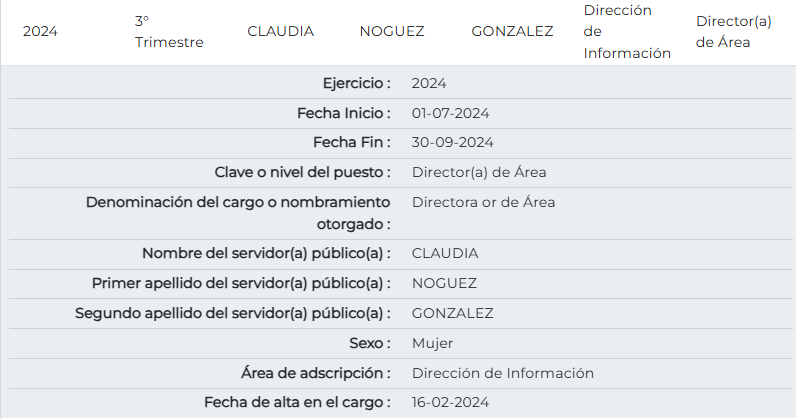 2024 3° Trimestre CLAUDIA NOGUEZ GONZALEZ Dirección de Información Director(a) de Área
Ejercicio : 2024
Fecha Inicio : 01-07-2024
Fecha Fin : 30-09-2024
Clave o nivel del puesto : Director(a) de Área
Denominación del cargo o nombramiento otorgado : Directora or de Área
Nombre del servidor(a) público(a) : CLAUDIA
Primer apellido del servidor(a) público(a) : NOGUEZ
Segundo apellido del servidor(a) público(a) : GONZALEZ
Sexo : Mujer
Área de adscripción : Dirección de Información
Fecha de alta en el cargo : 16-02-2024